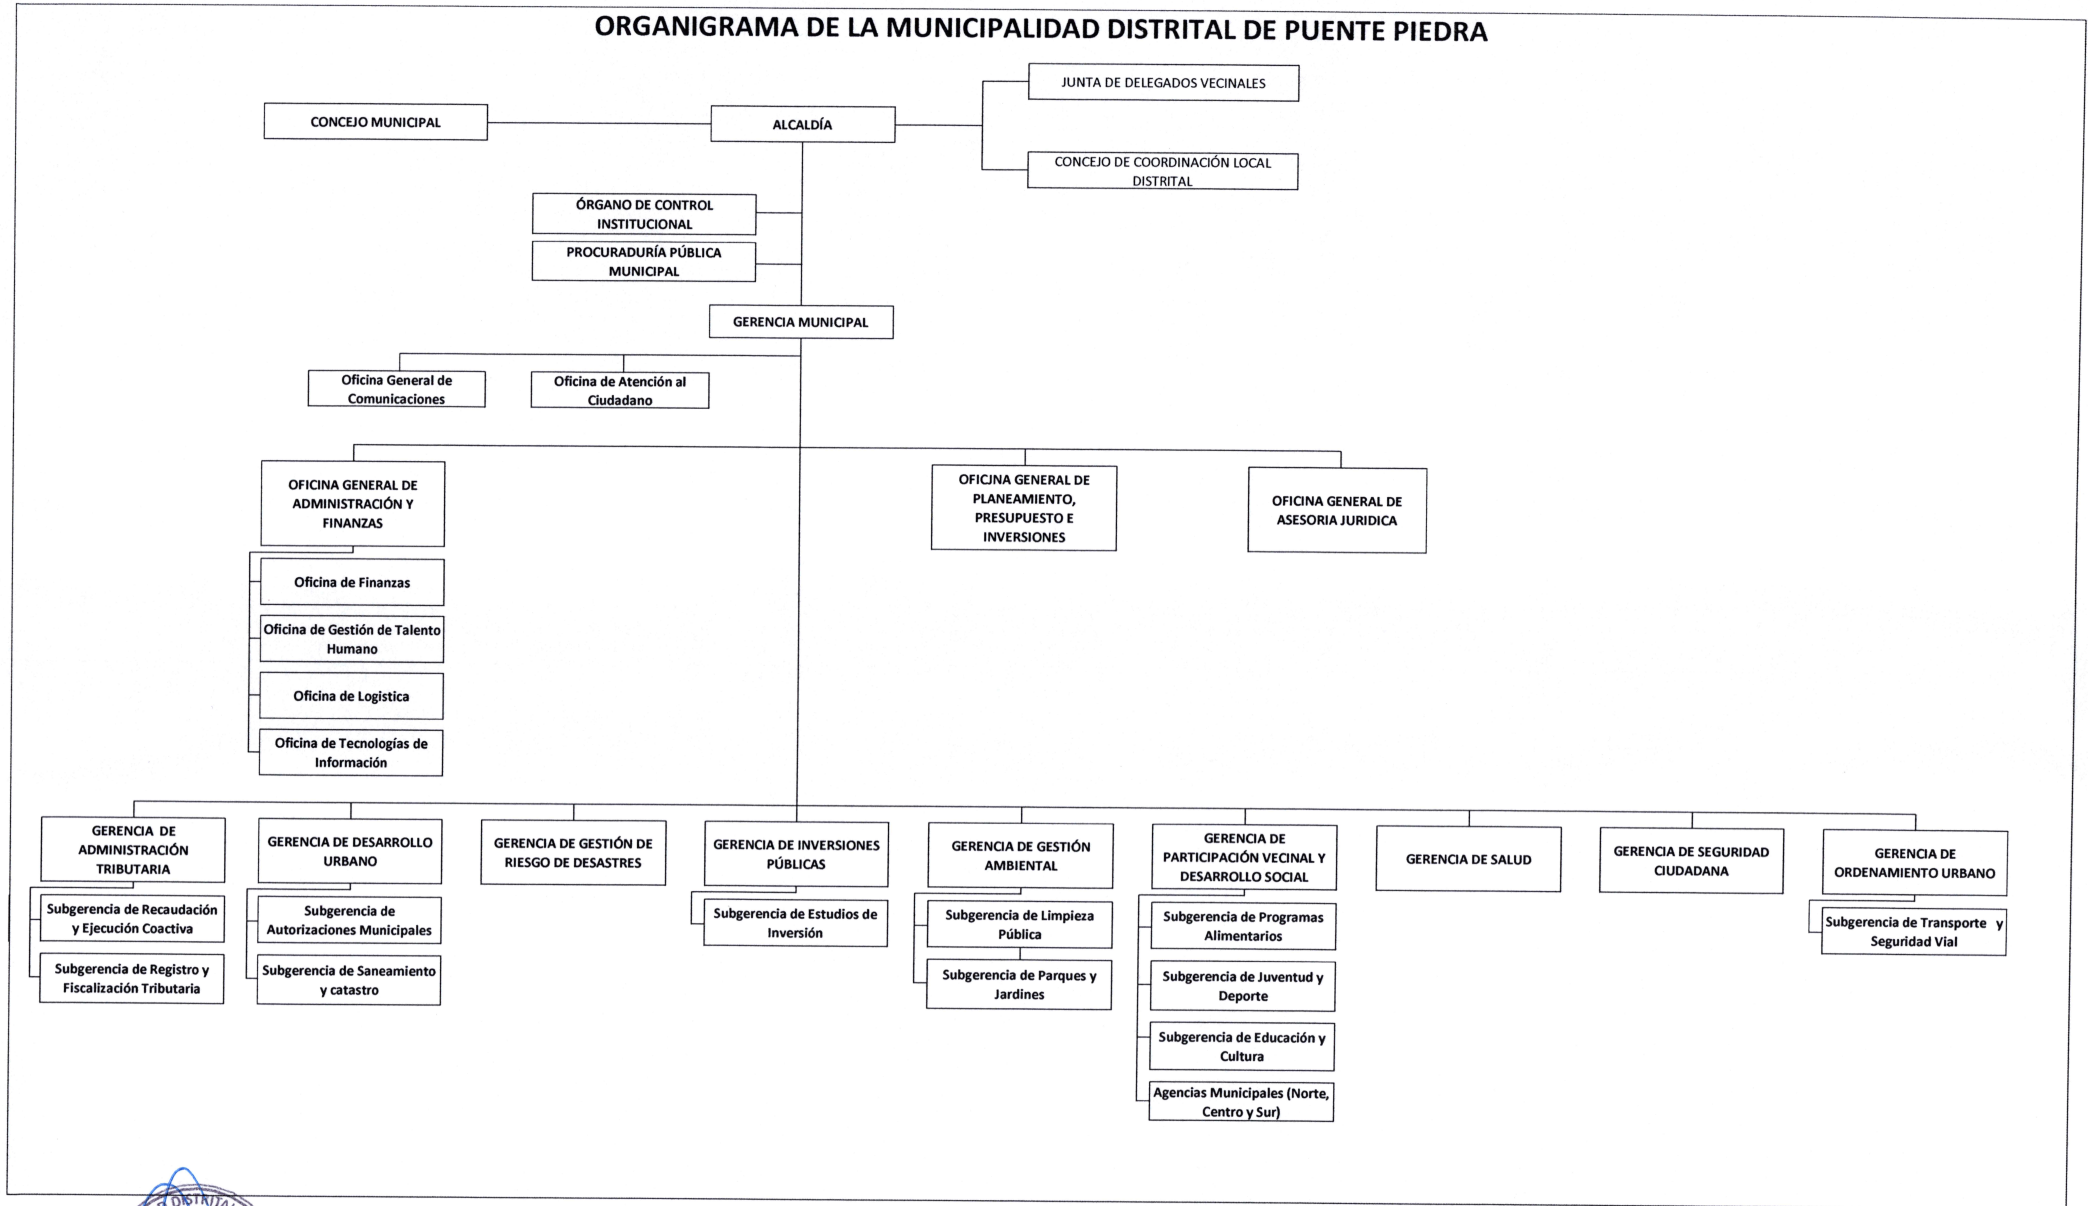 ORGANIGRAMA DE LA MUNICIPALIDAD DISTRITAL DE PUENTE PIEDRA
JUNTA DE DELEGADOS VECINALES
CONCEJO MUNICIPAL
ALCALDÍA
CONCEJO DE COORDINACIÓN LOCAL
DISTRITAL
ÓRGANO DE CONTROL
INSTITUCIONAL
PROCURADURÍA PÚBLICA
MUNICIPAL
GERENCIA MUNICIPAL
Oficina General de
Comunicaciones
Oficina de Atención al
Ciudadano
OFICINA GENERAL DE
ADMINISTRACIÓN Y
FINANZAS
OFICINA GENERAL DE
PLANEAMIENTO,
PRESUPUESTO E
INVERSIONES
OFICINA GENERAL DE
ASESORIA JURIDICA
Oficina de Finanzas
Oficina de Gestión de Talento
Humano
Oficina de Logistica
Oficina de Tecnologías de
Información
GERENCIA DE
ADMINISTRACIÓN
TRIBUTARIA
Subgerencia de Recaudación
y Ejecución Coactiva
Subgerencia de Registro y
Fiscalización Tributaria
GERENCIA DE DESARROLLO
URBANO
Subgerencia de
Autorizaciones Municipales
Subgerencia de Saneamiento
y catastro
GERENCIA DE GESTIÓN DE
RIESGO DE DESASTRES
GERENCIA DE INVERSIONES
PÚBLICAS
Subgerencia de Estudios de
Inversión
GERENCIA DE GESTIÓN
AMBIENTAL
Subgerencia de Limpieza
Pública
Subgerencia de Parques y
Jardines
GERENCIA DE
PARTICIPACIÓN VECINAL Y
DESARROLLO SOCIAL
Subgerencia de Programas
Alimentarios
Subgerencia de Juventud y
Deporte
Subgerencia de Educación y
Cultura
Agencias Municipales (Norte,
Centro y Sur)
GERENCIA DE SALUD
GERENCIA DE SEGURIDAD
CIUDADANA
GERENCIA DE
ORDENAMIENTO URBANO
Subgerencia de Transporte y
Seguridad Vial